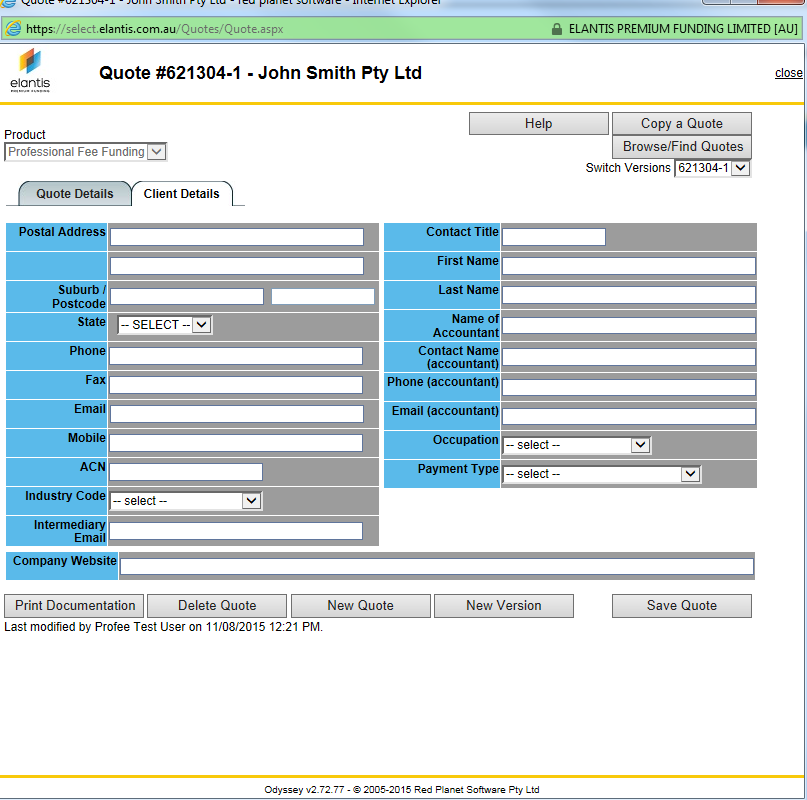 Quote #621304-1 - John Smith Pty Ltd - red planet software - Internet Explorer
https://select.elantis.com.au/Quotes/Quote.aspx
ELANTIS PREMIUM FUNDING LIMITED [AU]
elantis
PREMIUM FUNDING
Quote #621304-1 - John Smith Pty Ltd
close
Help
Copy a Quote
Product
Browse/Find Quotes
Professional Fee Funding
Switch Versions 621304-1
Quote Details
Client Details
Postal Address
Suburb /
Postcode
State
-- SELECT --
Phone
Fax
Email
Mobile
ACN
Industry Code
-- select --
Intermediary
Email
Contact Title
First Name
Last Name
Name of
Accountant
Contact Name
(accountant)
Phone (accountant)
Email (accountant)
Occupation
-- select --
Payment Type
-- select --
Company Website
Print Documentation
Delete Quote
New Quote
New Version
Save Quote
Last modified by Profee Test User on 11/08/2015 12:21 PM.
Odyssey v2.72.77 - © 2005-2015 Red Planet Software Pty Ltd